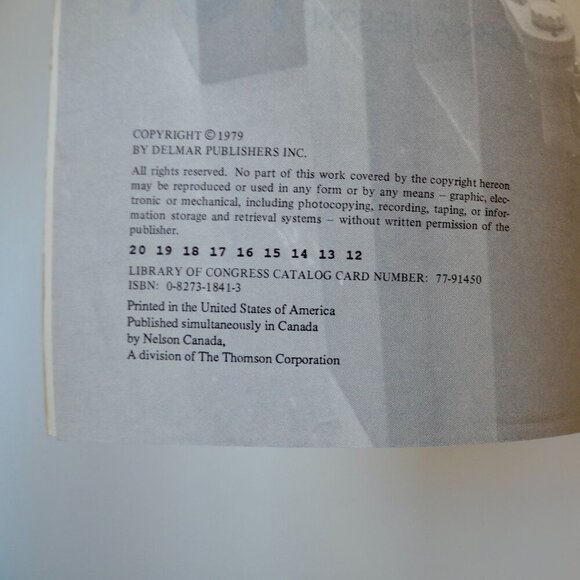 COPYRIGHT © 1979
BY DELMAR PUBLISHERS INC.
All rights reserved. No part of this work covered by the copyright hereon
may be reproduced or used in any form or by any means – graphic, elec-
tronic or mechanical, including photocopying, recording, taping, or infor-
mation storage and retrieval systems – without written permission of the
publisher.
20 19 18 17 16 15 14 13 12
LIBRARY OF CONGRESS CATALOG CARD NUMBER: 77-91450
ISBN: 0-8273-1841-3
Printed in the United States of America
Published simultaneously in Canada
by Nelson Canada,
A division of The Thomson Corporation